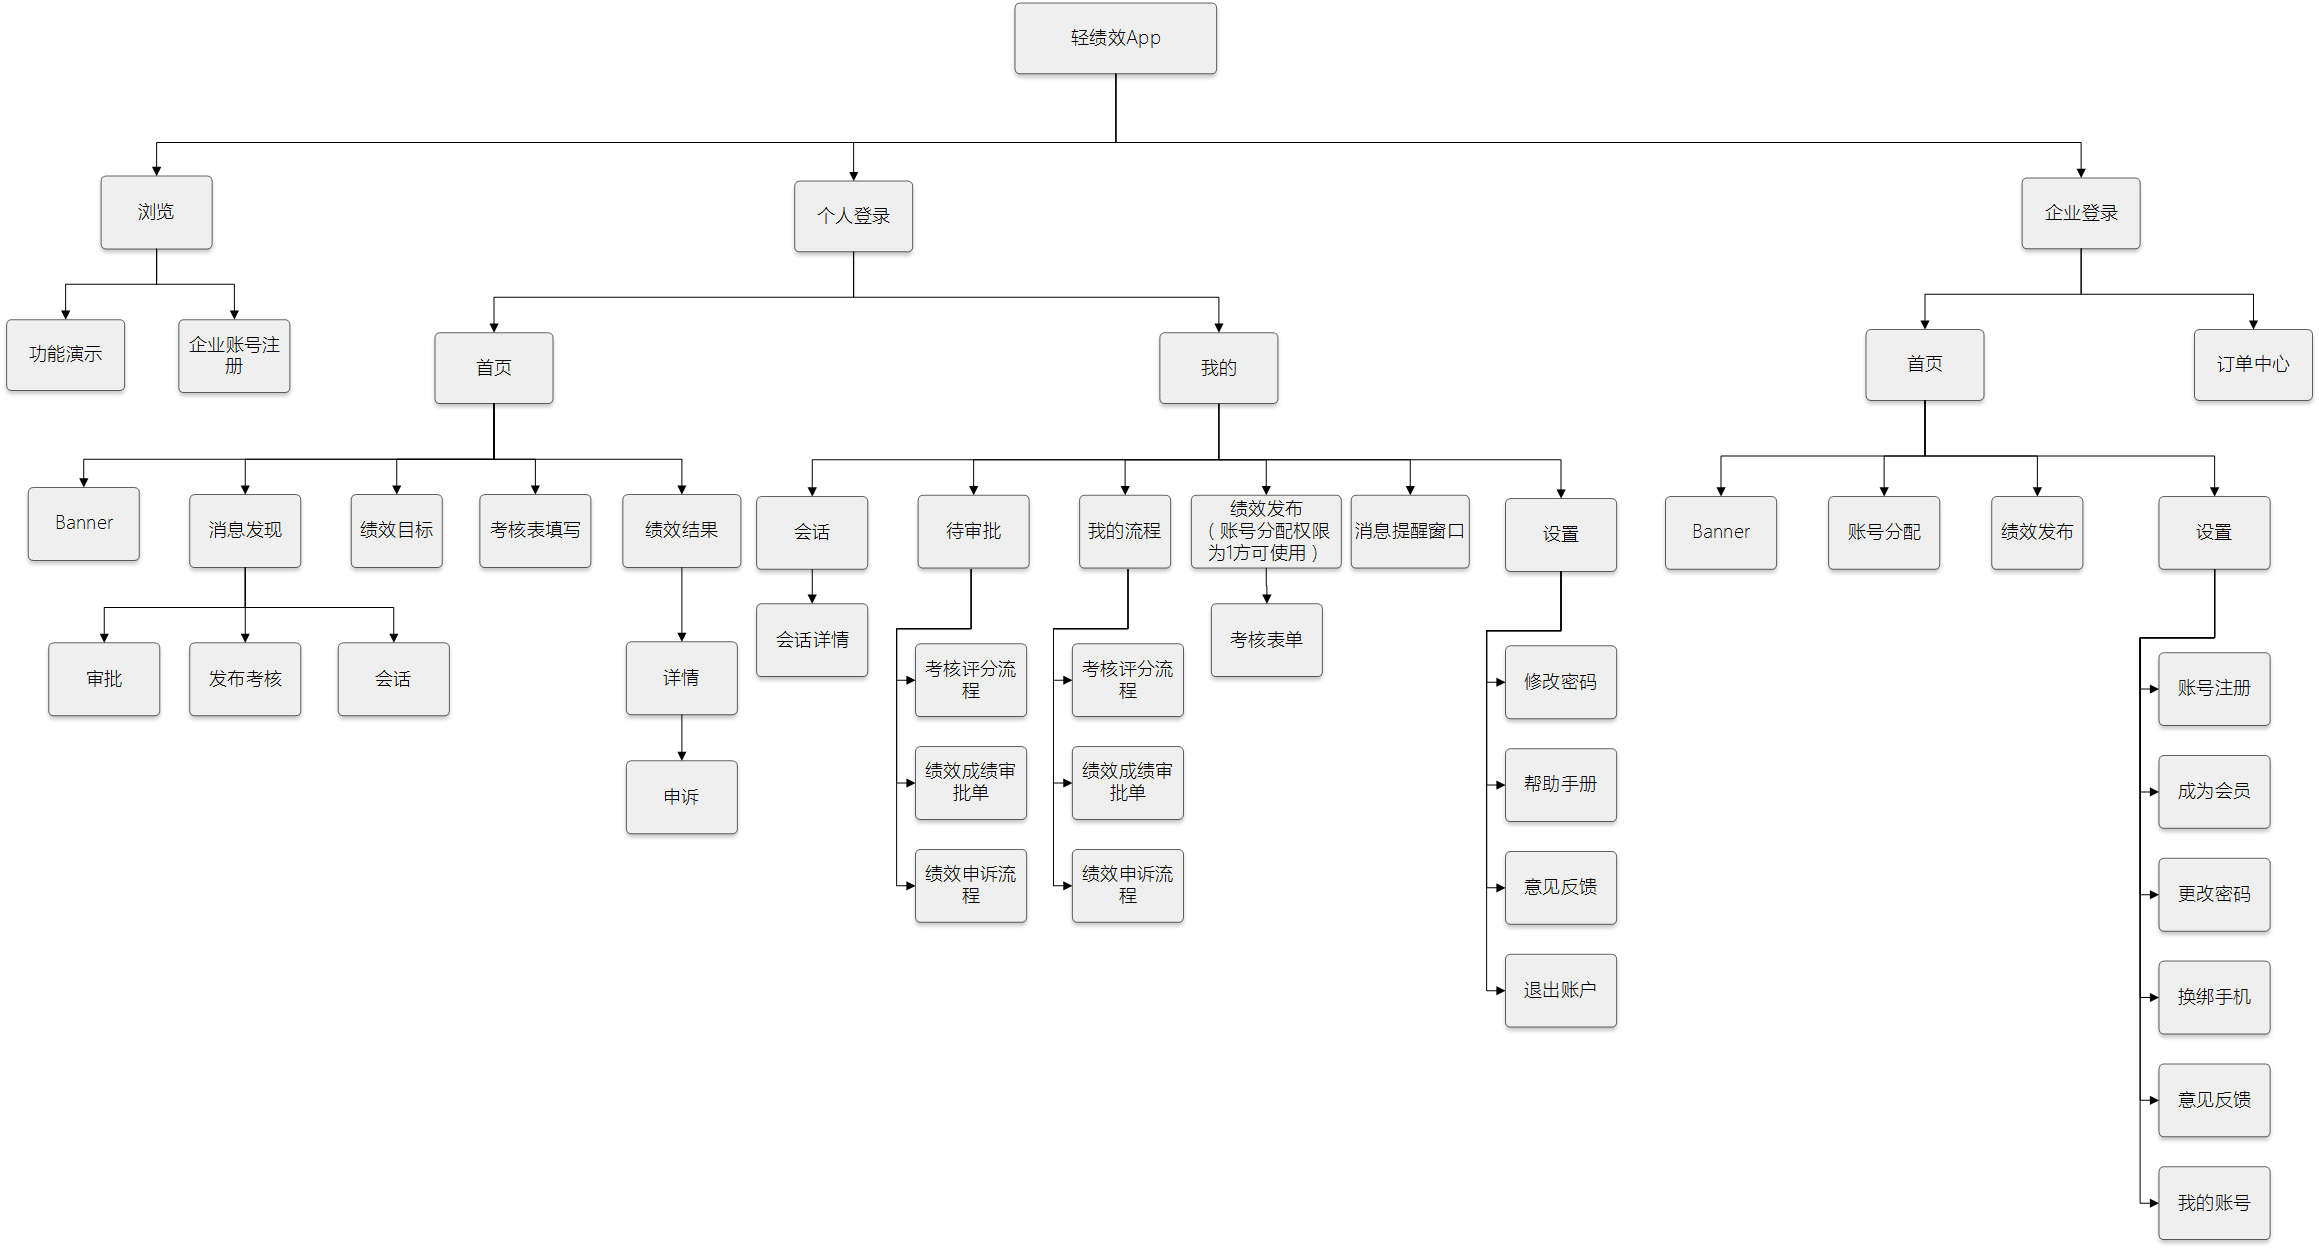 轻绩效App
浏览
个人登录
企业登录
功能演示
企业账号注
册
首页
我的
首页
订单中心
Banner
消息发现
绩效目标
考核表填写
绩效结果
会话
待审批
我的流程
绩效发布
（账号分配权限
为1方可使用）
消息提醒窗口
设置
Banner
账号分配
绩效发布
设置
审批
发布考核
会话
详情
申诉
会话详情
考核评分流
程
绩效成绩审
批单
绩效申诉流
程
考核评分流
程
绩效成绩审
批单
绩效申诉流
程
考核表单
修改密码
帮助手册
意见反馈
退出账户
账号注册
成为会员
更改密码
换绑手机
意见反馈
我的账号